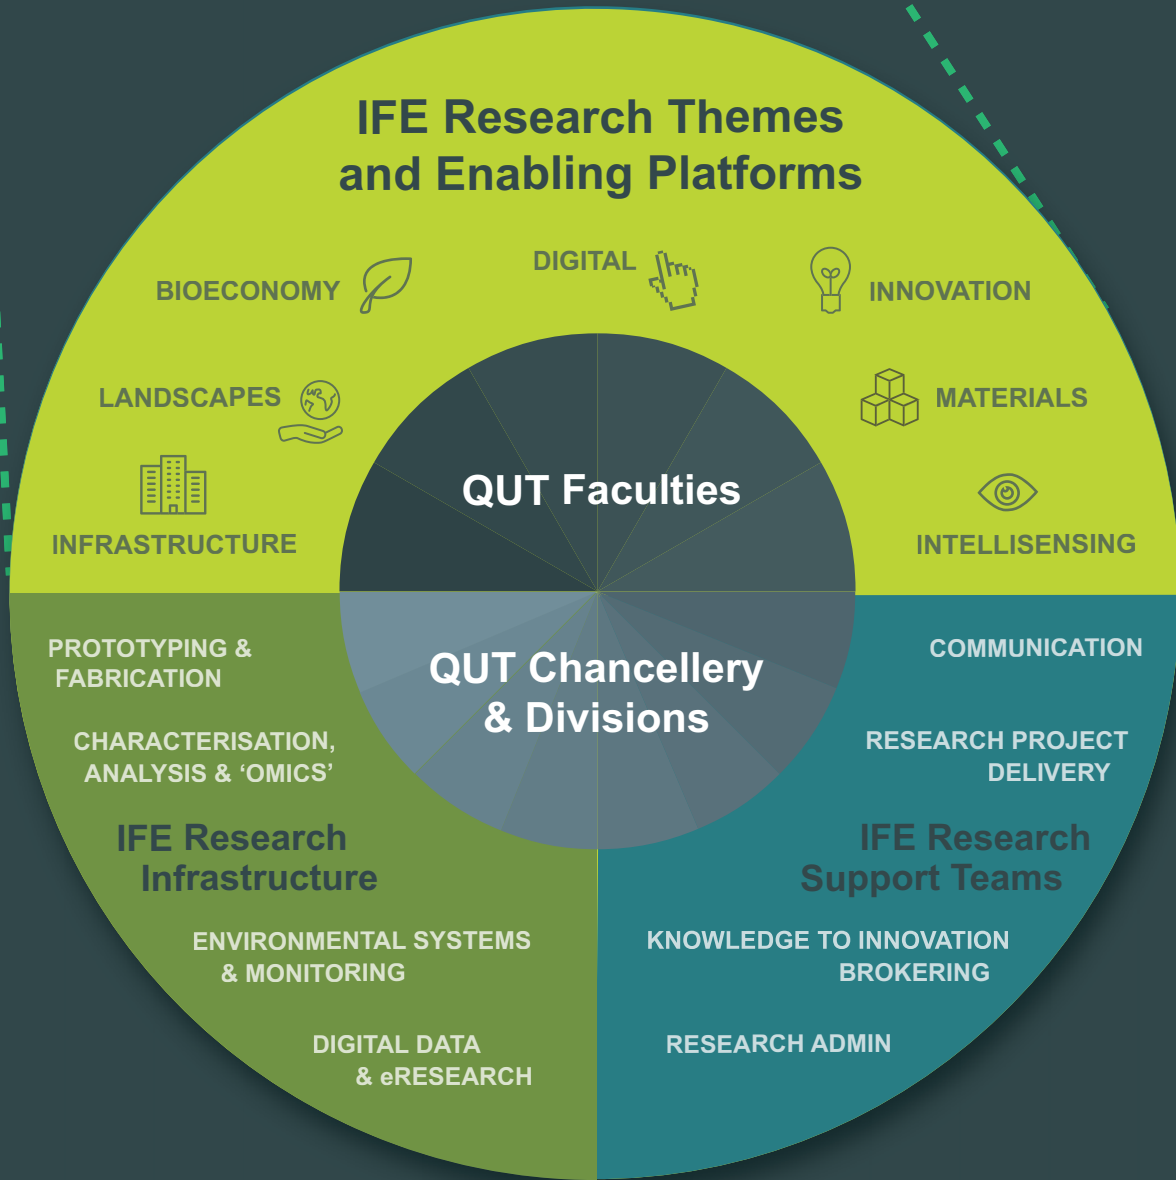 IFE Research Themes
and Enabling Platforms
BIOECONOMY
DIGITAL
INNOVATION
LANDSCAPES
MATERIALS
INFRASTRUCTURE
INTELLISENSING
QUT Faculties
QUT Chancellery
& Divisions
PROTOTYPING &
FABRICATION
CHARACTERISATION,
ANALYSIS & ‘OMICS’
IFE Research
Infrastructure
ENVIRONMENTAL SYSTEMS
& MONITORING
DIGITAL DATA
& eRESEARCH
COMMUNICATION
RESEARCH PROJECT
DELIVERY
IFE Research
Support Teams
KNOWLEDGE TO INNOVATION
BROKERING
RESEARCH ADMIN